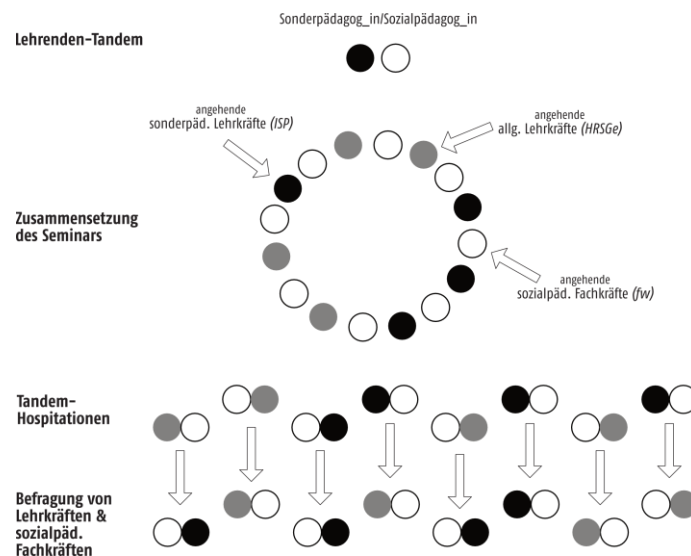 Sonderpädagog_in/Sozialpädagog_in
Lehrenden-Tandem
angehende
sonderpäd. Lehrkräfte (ISP)
angehende
allg. Lehrkräfte (HRSGe)
Zusammensetzung
des Seminars
angehende
sozialpäd. Fachkräfte (fw)
Tandem-
Hospitationen
Befragung von
Lehrkräften &
sozialpäd.
Fachkräften